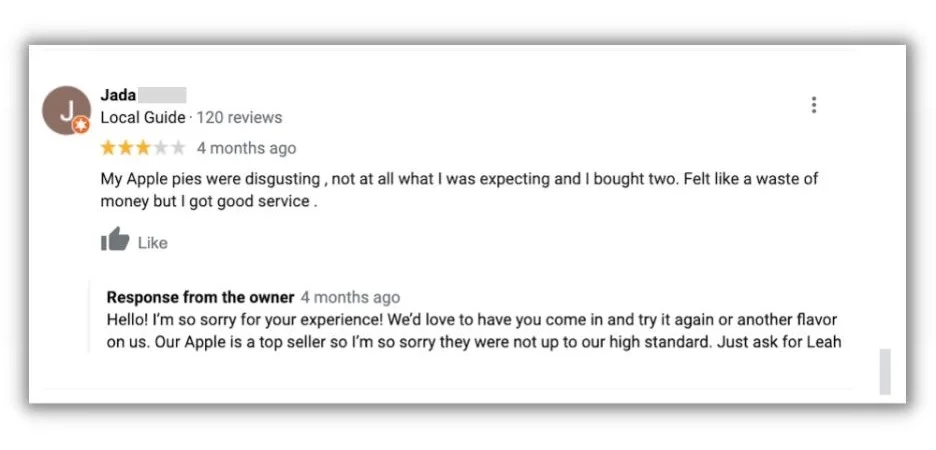 J
Jada
Local Guide · 120 reviews
4 months ago
My Apple pies were disgusting , not at all what I was expecting and I bought two. Felt like a waste of
money but I got good service .
Like
Response from the owner 4 months ago
Hello! I'm so sorry for your experience! We'd love to have you come in and try it again or another flavor
on us. Our Apple is a top seller so I'm so sorry they were not up to our high standard. Just ask for Leah